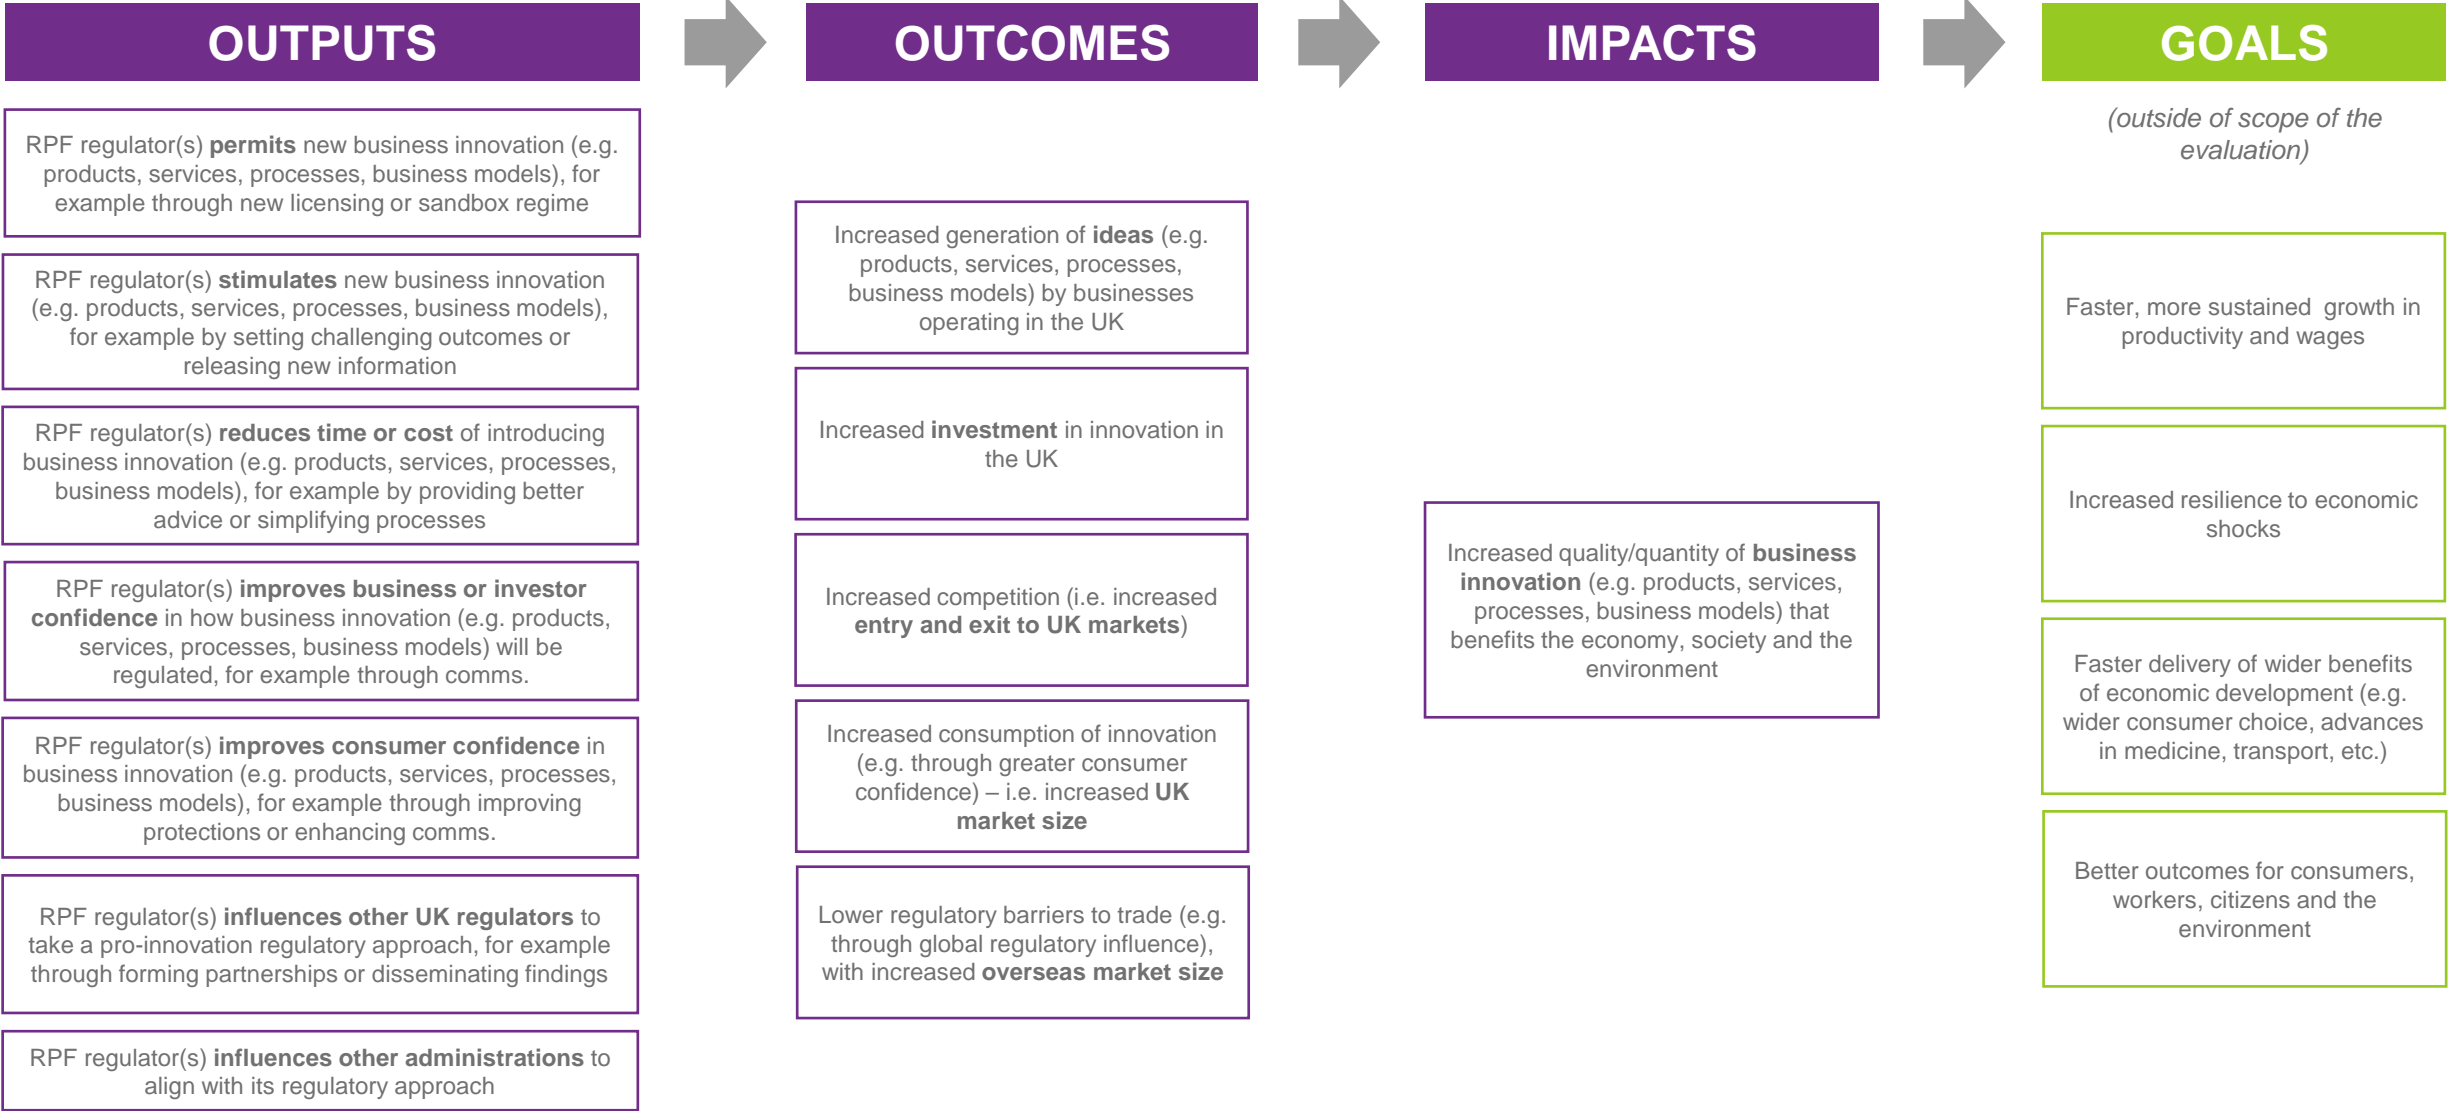 OUTPUTS
RPF regulator(s) permits new business innovation (e.g.
products, services, processes, business models), for
example through new licensing or sandbox regime
RPF regulator(s) stimulates new business innovation
(e.g. products, services, processes, business models),
for example by setting challenging outcomes or
releasing new information
RPF regulator(s) reduces time or cost of introducing
business innovation (e.g. products, services, processes,
business models), for example by providing better
advice or simplifying processes
RPF regulator(s) improves business or investor
confidence in how business innovation (e.g. products,
services, processes, business models) will be
regulated, for example through comms.
RPF regulator(s) improves consumer confidence in
business innovation (e.g. products, services, processes,
business models), for example through improving
protections or enhancing comms.
RPF regulator(s) influences other UK regulators to
take a pro-innovation regulatory approach, for example
through forming partnerships or disseminating findings
RPF regulator(s) influences other administrations to
align with its regulatory approach
OUTCOMES
Increased generation of ideas (e.g.
products, services, processes,
business models) by businesses
operating in the UK
Increased investment in innovation in
the UK
Increased competition (i.e. increased
entry and exit to UK markets)
Increased consumption of innovation
(e.g. through greater consumer
confidence) – i.e. increased UK
market size
Lower regulatory barriers to trade (e.g.
through global regulatory influence),
with increased overseas market size
IMPACTS
Increased quality/quantity of business
innovation (e.g. products, services,
processes, business models) that
benefits the economy, society and the
environment
GOALS
(outside of scope of the
evaluation)
Faster, more sustained growth in
productivity and wages
Increased resilience to economic
shocks
Faster delivery of wider benefits
of economic development (e.g.
wider consumer choice, advances
in medicine, transport, etc.)
Better outcomes for consumers,
workers, citizens and the
environment